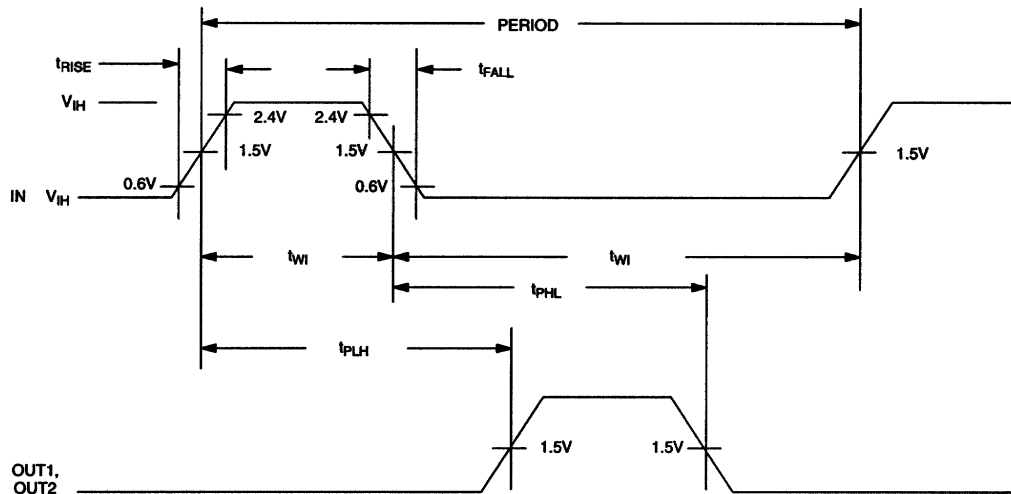 PERIOD
tRISE
tFALL
VIH
2.4V 2.4V
1.5V 1.5V 1.5V
0.6V 0.6V
IN VIH
tWI tWI
tPHL
tPLH
1.5V 1.5V
OUT1,
OUT2